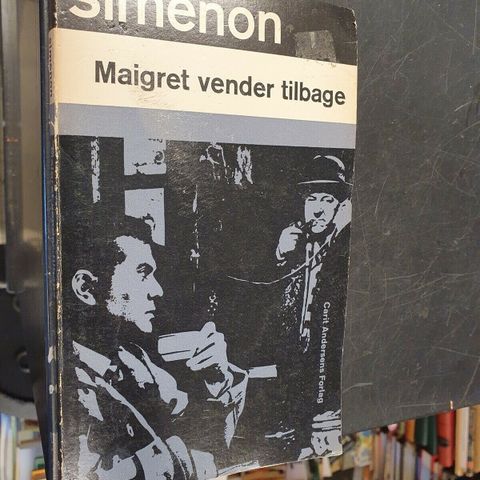 Simenon
Maigret vender tilbage
Carit Andersens Forlag